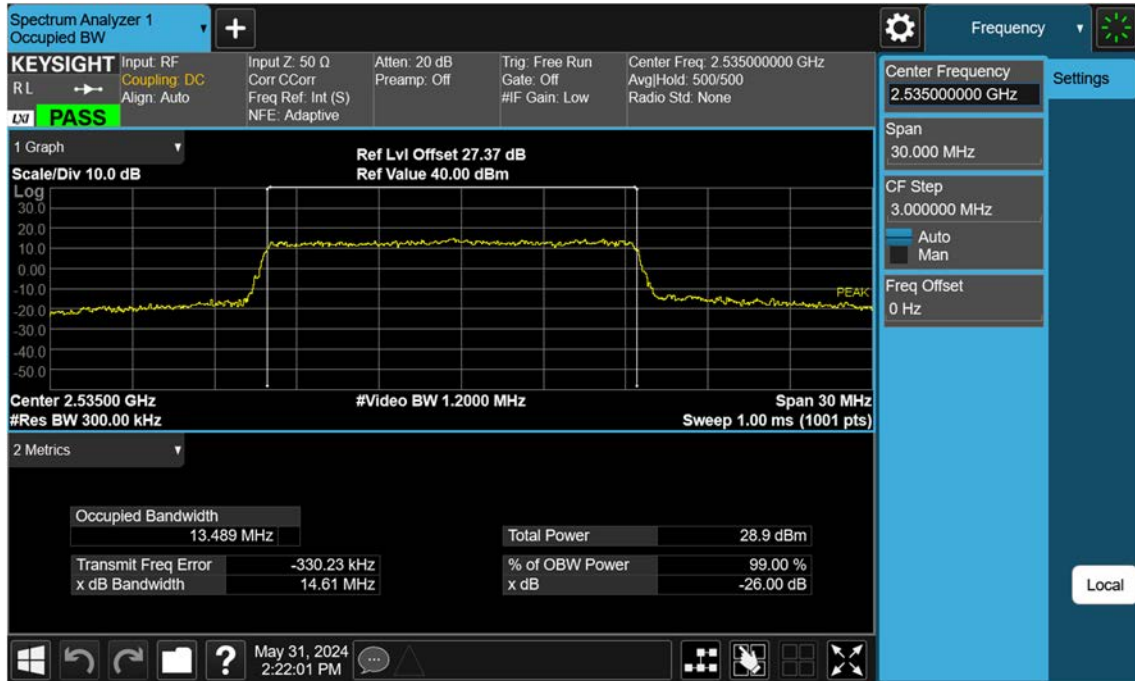 Spectrum Analyzer 1
Occupied BW
+
Frequency
KEYSIGHT
RL
LXI PASS
Input: RF
Coupling: DC
Align: Auto
Input Z: 50 Ω
Corr CCorr
Freq Ref: Int (S)
NFE: Adaptive
Atten: 20 dB
Preamp: Off
Trig: Free Run
Gate: Off
#IF Gain: Low
Center Freq: 2.535000000 GHz
Avg|Hold: 500/500
Radio Std: None
Center Frequency
2.535000000 GHz
Settings
Span
30.000 MHz
CF Step
3.000000 MHz
Auto
Man
Freq Offset
0 Hz
Local
1 Graph
Scale/Div 10.0 dB
Ref Lvl Offset 27.37 dB
Ref Value 40.00 dBm
Log
30.0
20.0
10.0
0.00
-10.0
-20.0
-30.0
-40.0
-50.0
PEAK
Center 2.53500 GHz
#Video BW 1.2000 MHz
Span 30 MHz
#Res BW 300.00 kHz
Sweep 1.00 ms (1001 pts)
2 Metrics
Occupied Bandwidth
13.489 MHz
Total Power 28.9 dBm
Transmit Freq Error -330.23 kHz
% of OBW Power 99.00 %
x dB Bandwidth 14.61 MHz
x dB -26.00 dB
?
May 31, 2024
2:22:01 PM